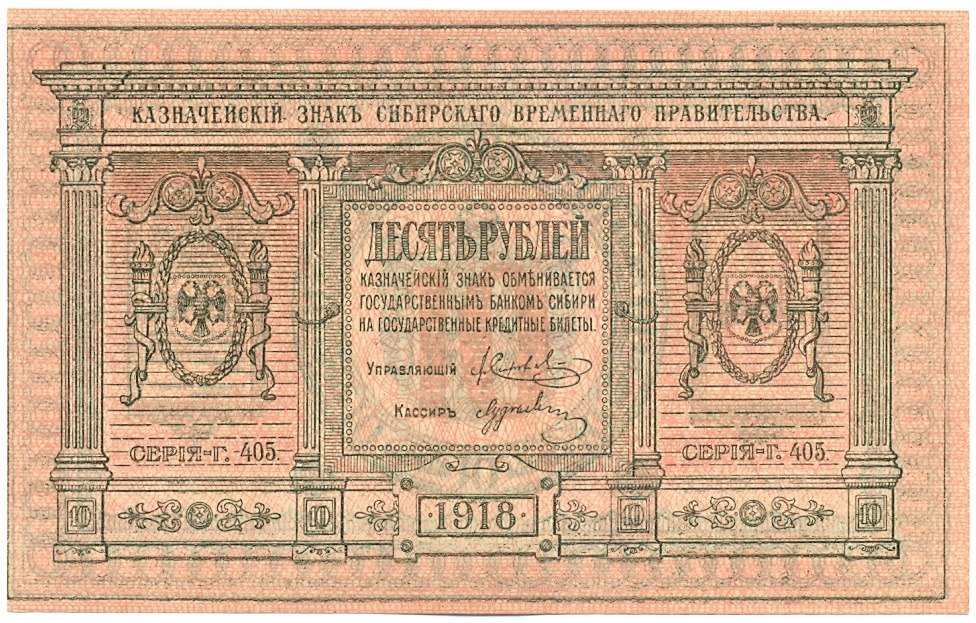 КАЗНАЧЕЙСКІЙ ЗНАКЪ СИБИРСКАГО ВРЕМЕННАГО ПРАВИТЕЛЬСТВА.
ДЕСЯТЬ РУБЛЕЙ
КАЗНАЧЕЙСКІЙ ЗНАКЪ ОБМѢНИВАЕТСЯ
ГОСУДАРСТВЕННЫМЪ БАНКОМЪ СИБИРИ
НА ГОСУДАРСТВЕННЫЕ КРЕДИТНЫЕ БИЛЕТЫ.
УПРАВЛЯЮЩІЙ
КАССИРЪ
СЕРІЯ-Г. 405.
СЕРІЯ-Г. 405.
10
10
·1918·
10
10